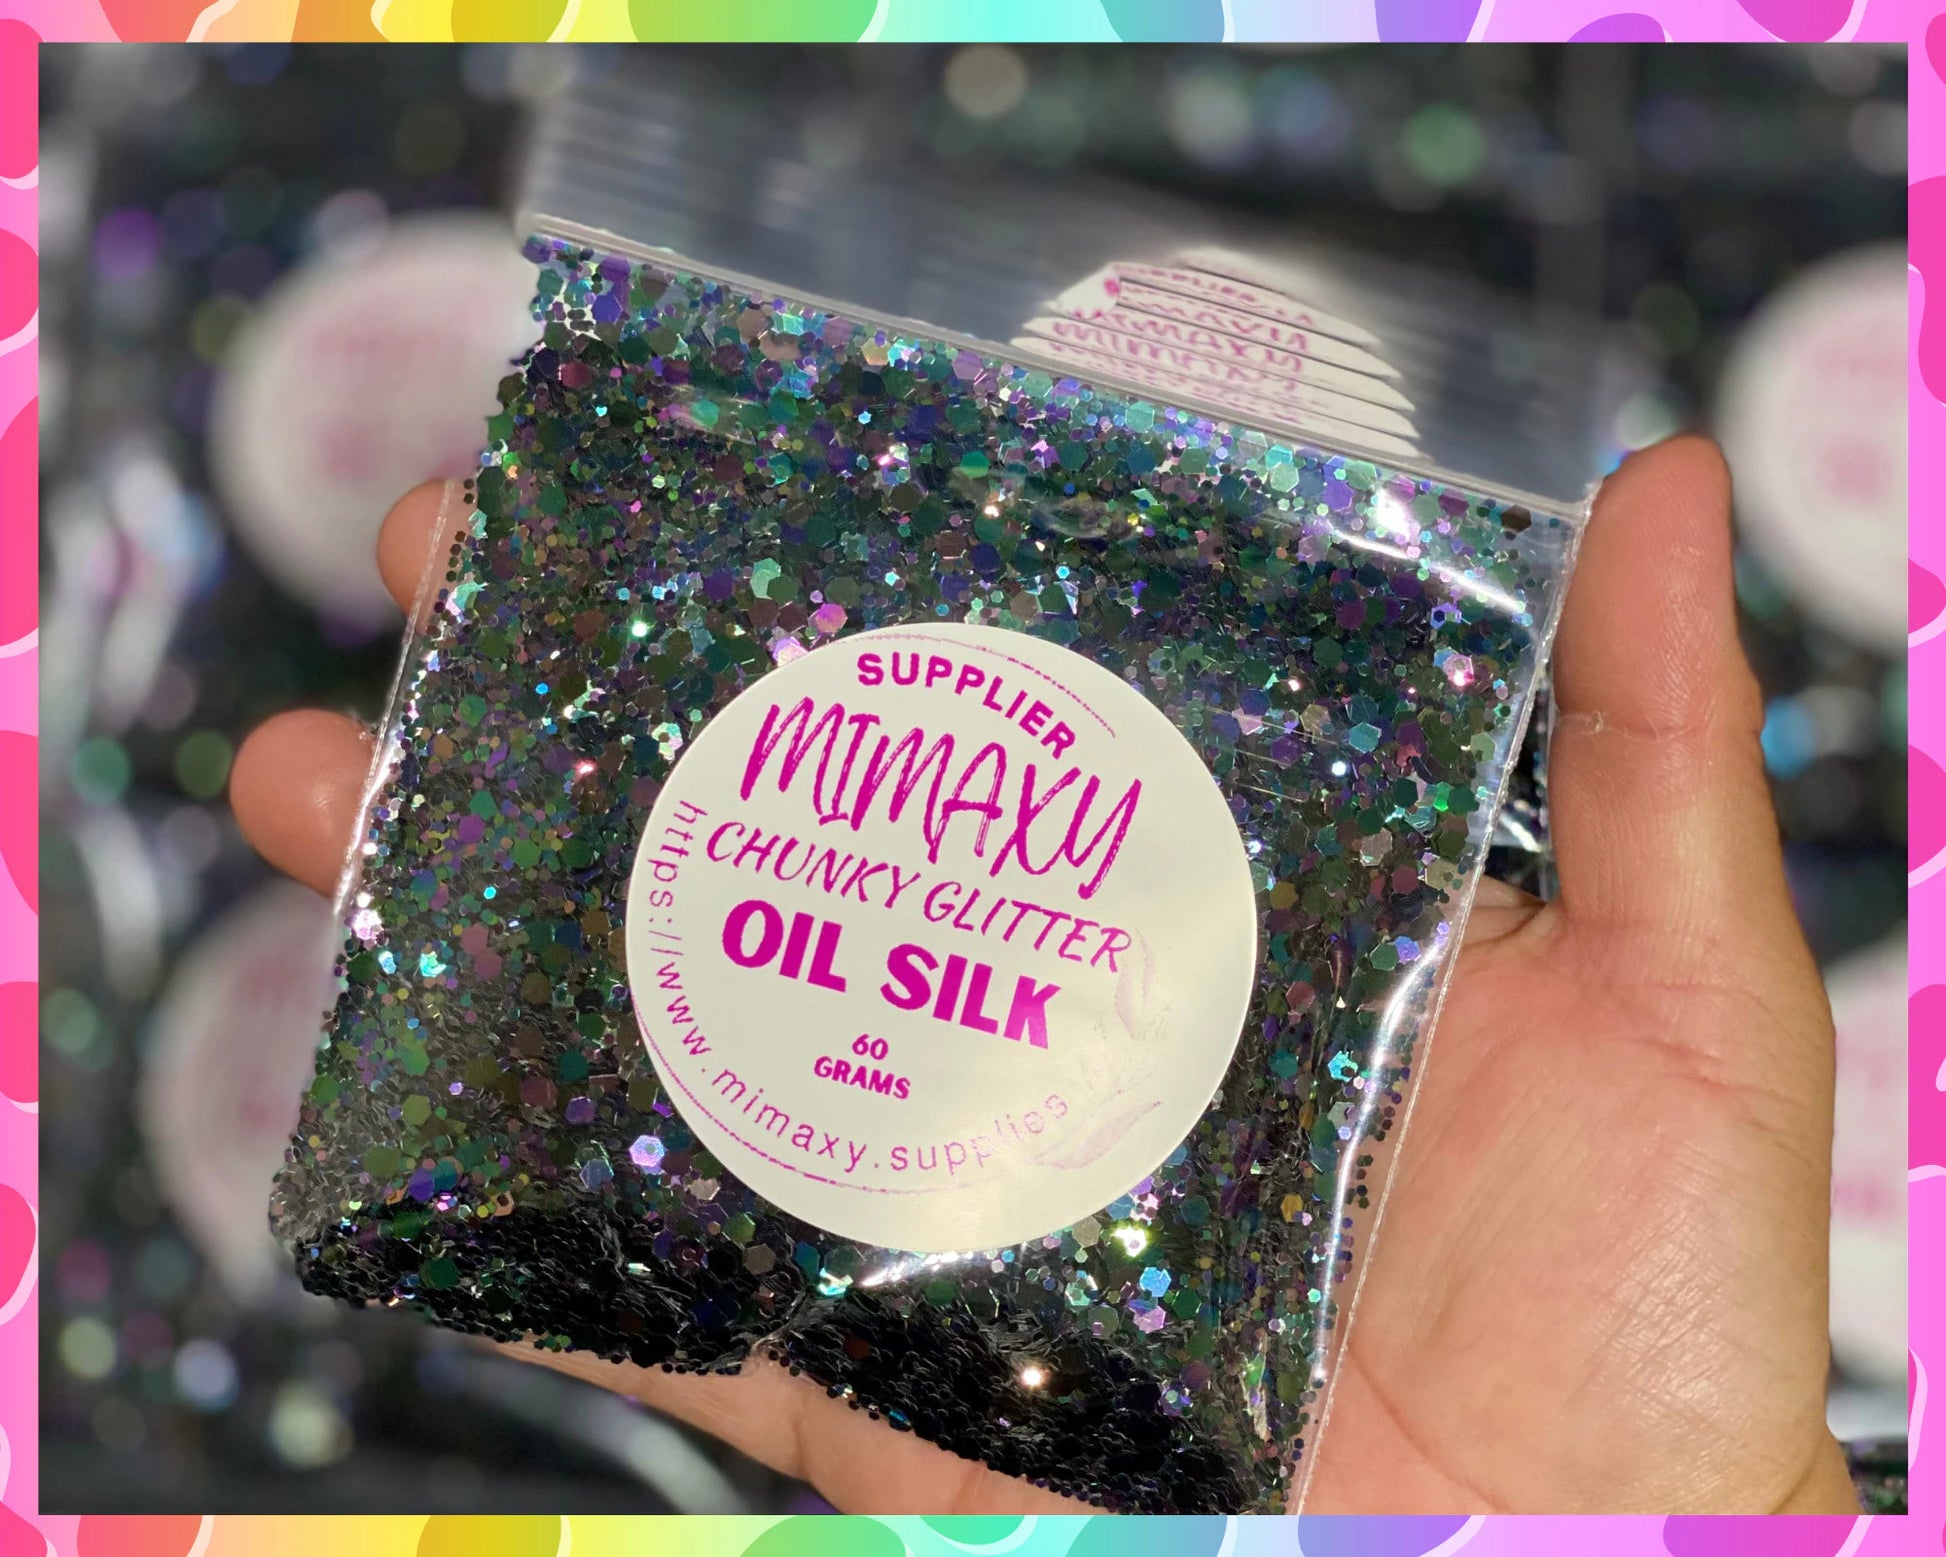 SUPPLIER
MIMAXY
CHUNKY GLITTER
OIL SILK
60
GRAMS
https://www.mimaxy.supplies